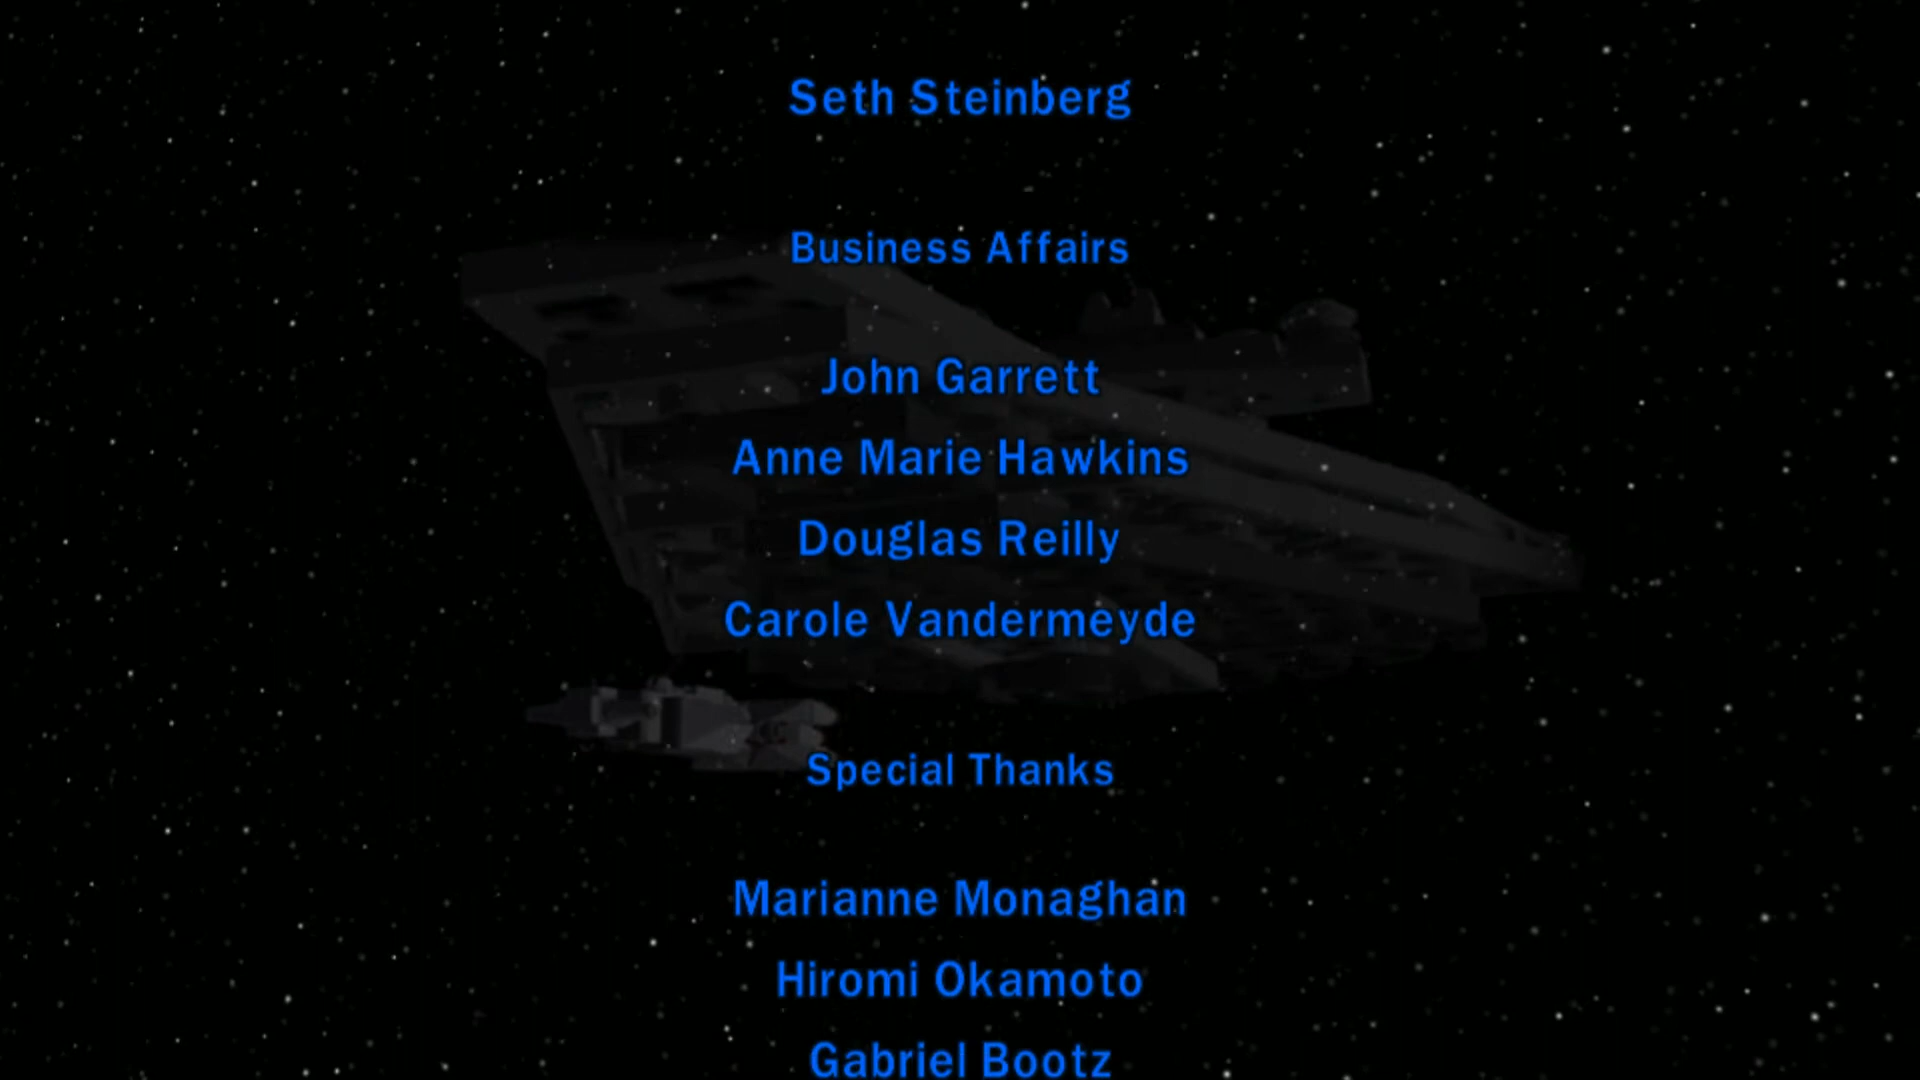 Seth Steinberg
Business Affairs
John Garrett
Anne Marie Hawkins
Douglas Reilly
Carole Vandermeyde
Special Thanks
Marianne Monaghan
Hiromi Okamoto
Gabriel Bootz